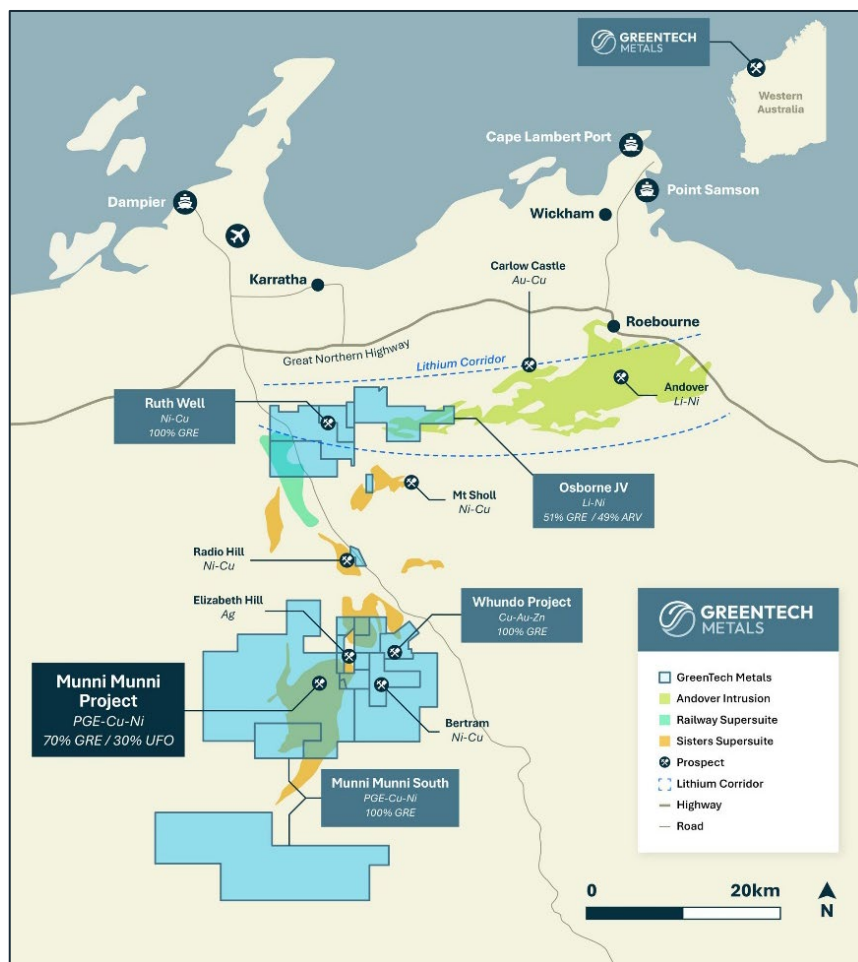 GREENTECH
METALS
Western
Australia
Cape Lambert Port
Dampier
Point Samson
Wickham
Karratha
Carlow Castle
Au-Cu
Roebourne
Great Northern Highway
Lithium Corridor
Andover
Li-Ni
Ruth Well
Ni-Cu
100% GRE
Mt Sholl
Ni-Cu
Osborne JV
Li-Ni
51% GRE / 49% ARV
Radio Hill
Ni-Cu
Elizabeth Hill
Ag
Whundo Project
Cu-Au-Zn
100% GRE
Munni Munni
Project
PGE-Cu-Ni
70% GRE / 30% UFO
Bertram
Ni-Cu
Munni Munni South
PGE-Cu-Ni
100% GRE
GREENTECH
METALS
GreenTech Metals
Andover Intrusion
Railway Supersuite
Sisters Supersuite
Prospect
Lithium Corridor
Highway
Road
0 20km
N